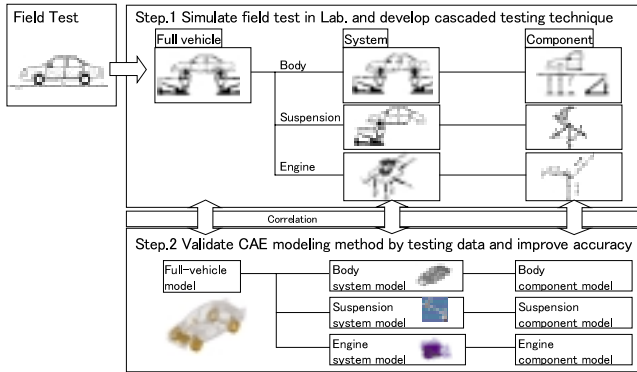 Field Test
Step.1 Simulate field test in Lab. and develop cascaded testing technique
Full vehicle
System
Component
Body
Suspension
Engine
Correlation
Step.2 Validate CAE modeling method by testing data and improve accuracy
Full-vehicle
model
Body
system model
Body
component model
Suspension
system model
Suspension
component model
Engine
system model
Engine
component model